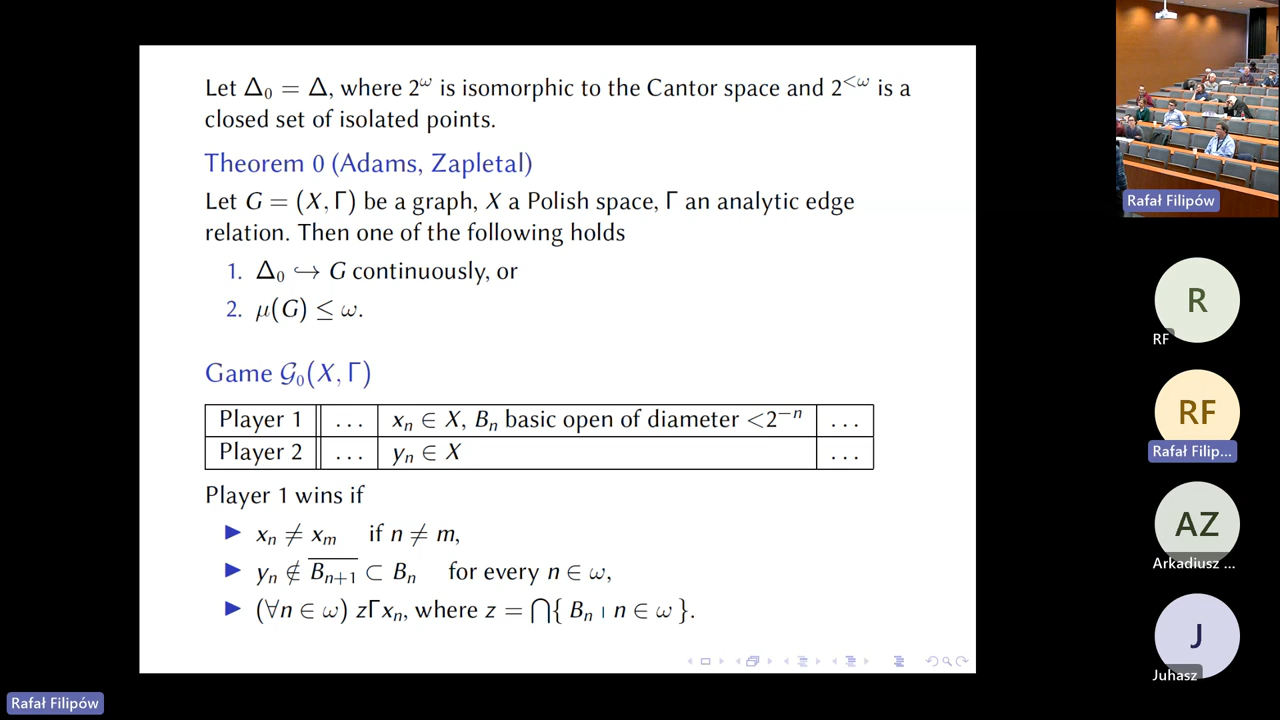 Let Δ₀ = Δ, where 2^ω is isomorphic to the Cantor space and 2^{<ω} is a
closed set of isolated points.
Theorem 0 (Adams, Zapletal)
Let G = (X, Γ) be a graph, X a Polish space, Γ an analytic edge
relation. Then one of the following holds
1. Δ₀ ↪ G continuously, or
2. μ(G) ≤ ω.
Game 𝒢₀(X, Γ)
Player 1 ... xₙ ∈ X, Bₙ basic open of diameter <2⁻ⁿ ...
Player 2 ... yₙ ∈ X ...
Player 1 wins if
▶ xₙ ≠ xₘ if n ≠ m,
▶ yₙ ∉ \overline{Bₙ₊₁} ⊂ Bₙ for every n ∈ ω,
▶ (∀n ∈ ω) zΓxₙ, where z = ⋂{ Bₙ ı n ∈ ω }.
Rafał Filipów
R
RF
RF
Rafał Filip...
AZ
Arkadiusz ...
J
Juhasz
Rafał Filipów